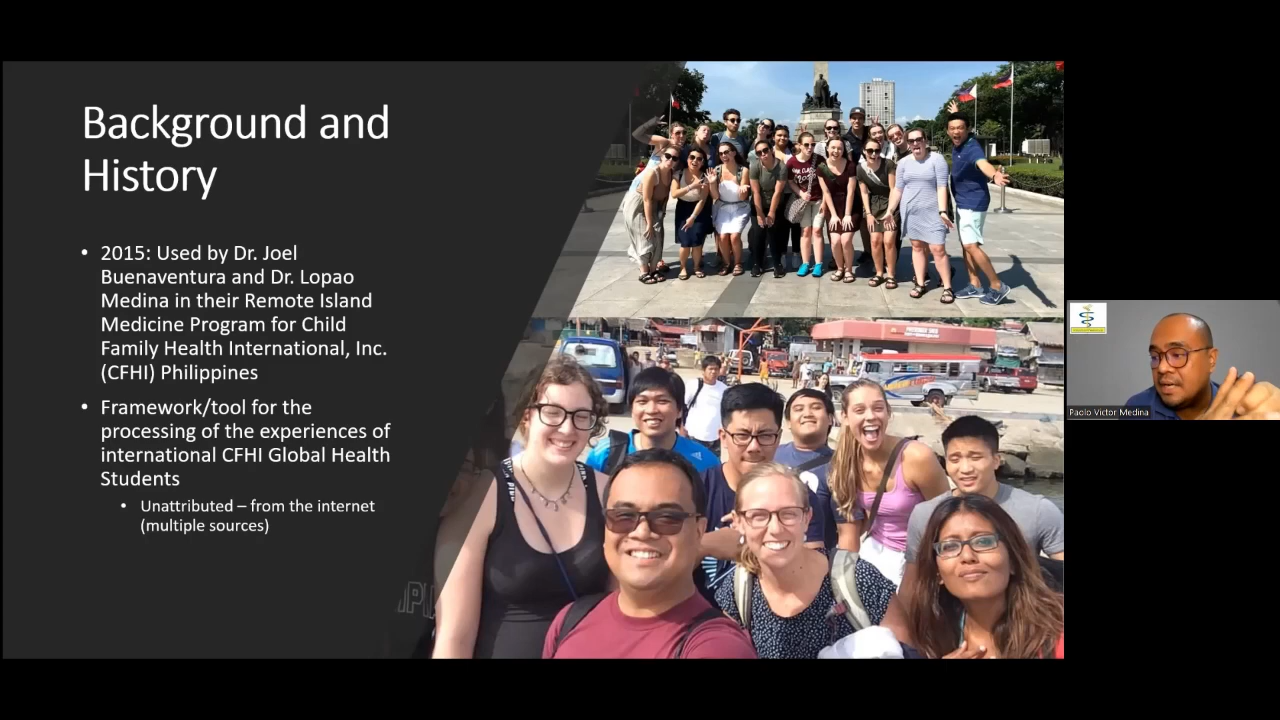 Background and
History
• 2015: Used by Dr. Joel
Buenaventura and Dr. Lopao
Medina in their Remote Island
Medicine Program for Child
Family Health International, Inc.
(CFHI) Philippines
• Framework/tool for the
processing of the experiences of
international CFHI Global Health
Students
• Unattributed – from the internet
(multiple sources)
Paolo Victor Medina